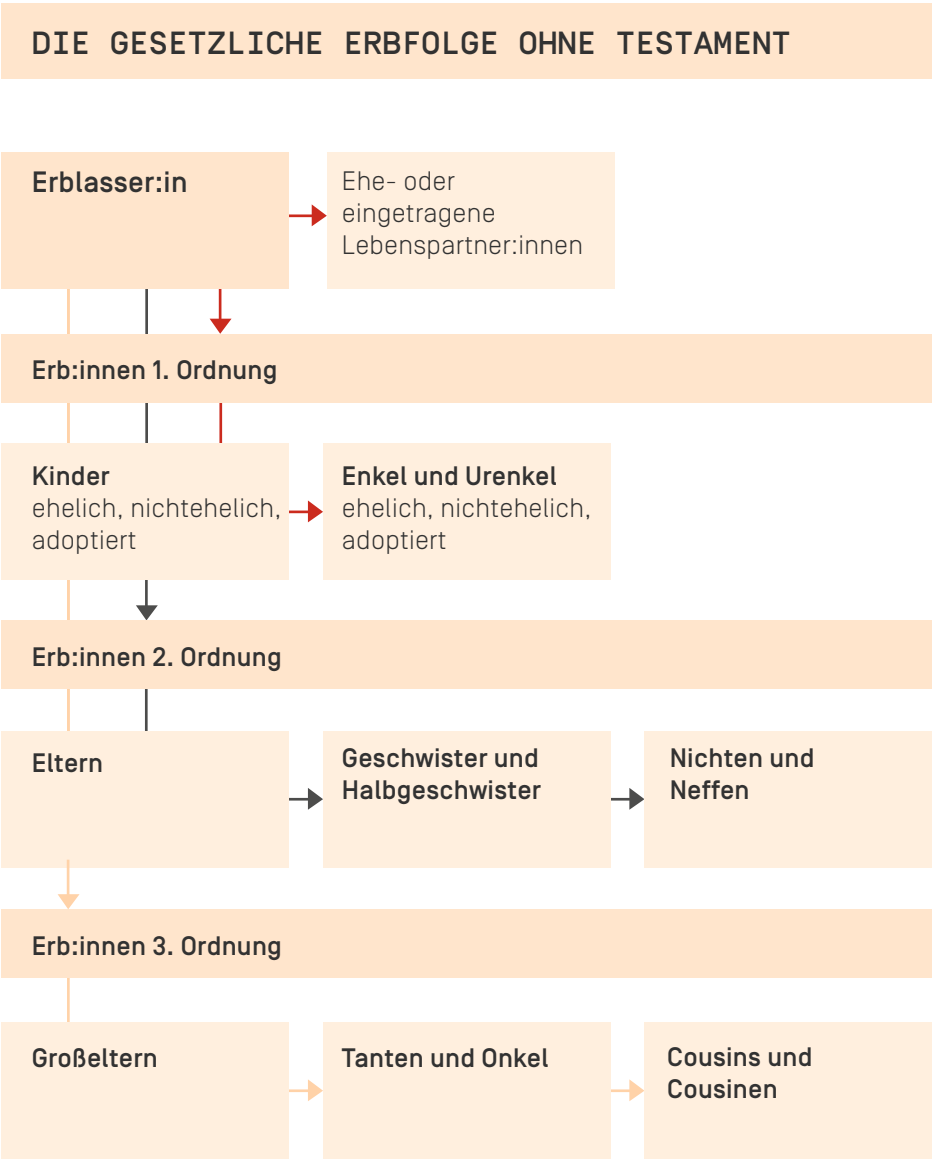 DIE GESETZLICHE ERBFOLGE OHNE TESTAMENT
Erblasser:in
Ehe- oder
eingetragene
Lebenspartner:innen
Erb:innen 1. Ordnung
Kinder
ehelich, nichtehelich,
adoptiert
Enkel und Urenkel
ehelich, nichtehelich,
adoptiert
Erb:innen 2. Ordnung
Eltern
Geschwister und
Halbgeschwister
Nichten und
Neffen
Erb:innen 3. Ordnung
Großeltern
Tanten und Onkel
Cousins und
Cousinen